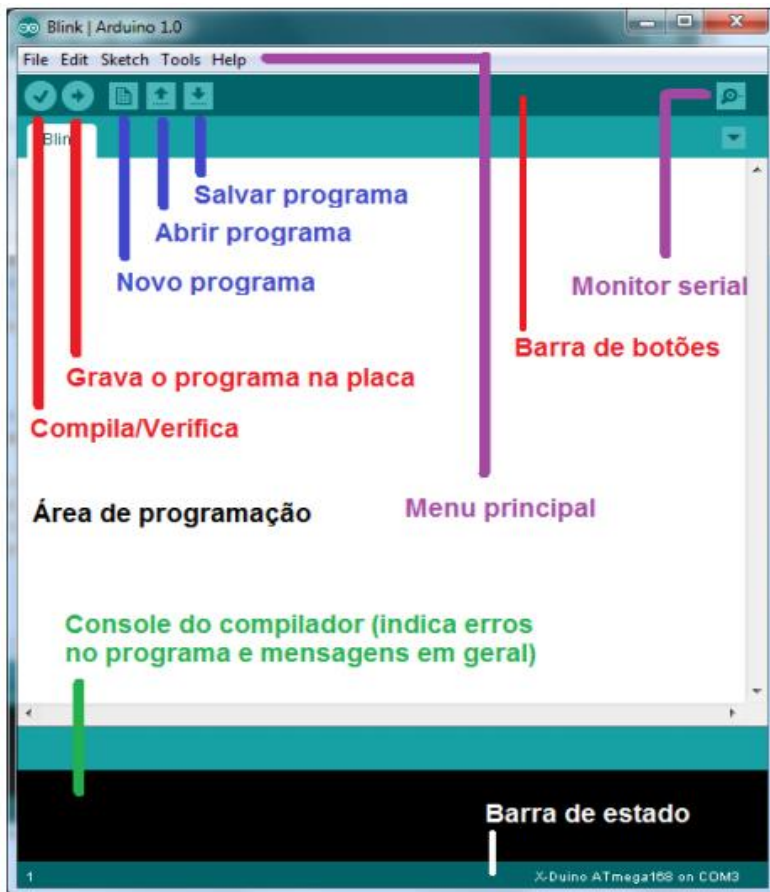 Blink | Arduino 1.0
File Edit Sketch Tools Help
Blin
Salvar programa
Abrir programa
Novo programa
Monitor serial
Barra de botões
Grava o programa na placa
Compila/Verifica
Menu principal
Área de programação
Console do compilador (indica erros
no programa e mensagens em geral)
Barra de estado
1
X-Duino ATmega168 on COM3